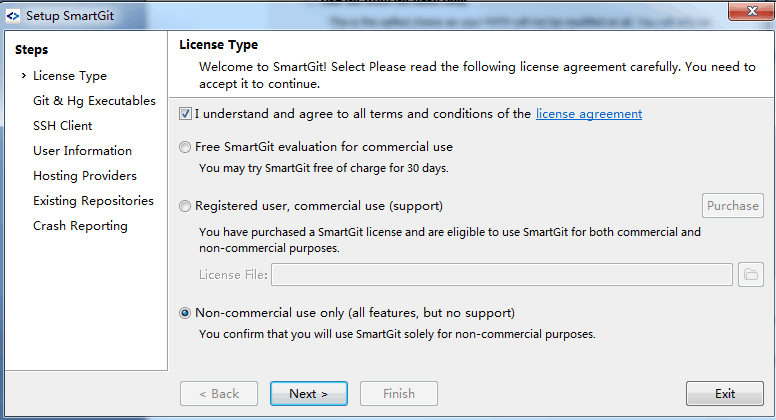 Setup SmartGit
Steps
License Type
Git & Hg Executables
SSH Client
User Information
Hosting Providers
Existing Repositories
Crash Reporting
License Type
Welcome to SmartGit! Select Please read the following license agreement carefully. You need to
accept it to continue.
I understand and agree to all terms and conditions of the license agreement
Free SmartGit evaluation for commercial use
You may try SmartGit free of charge for 30 days.
Registered user, commercial use (support)
Purchase
You have purchased a SmartGit license and are eligible to use SmartGit for both commercial and
non-commercial purposes.
License File:
Non-commercial use only (all features, but no support)
You confirm that you will use SmartGit solely for non-commercial purposes.
< Back
Next >
Finish
Exit